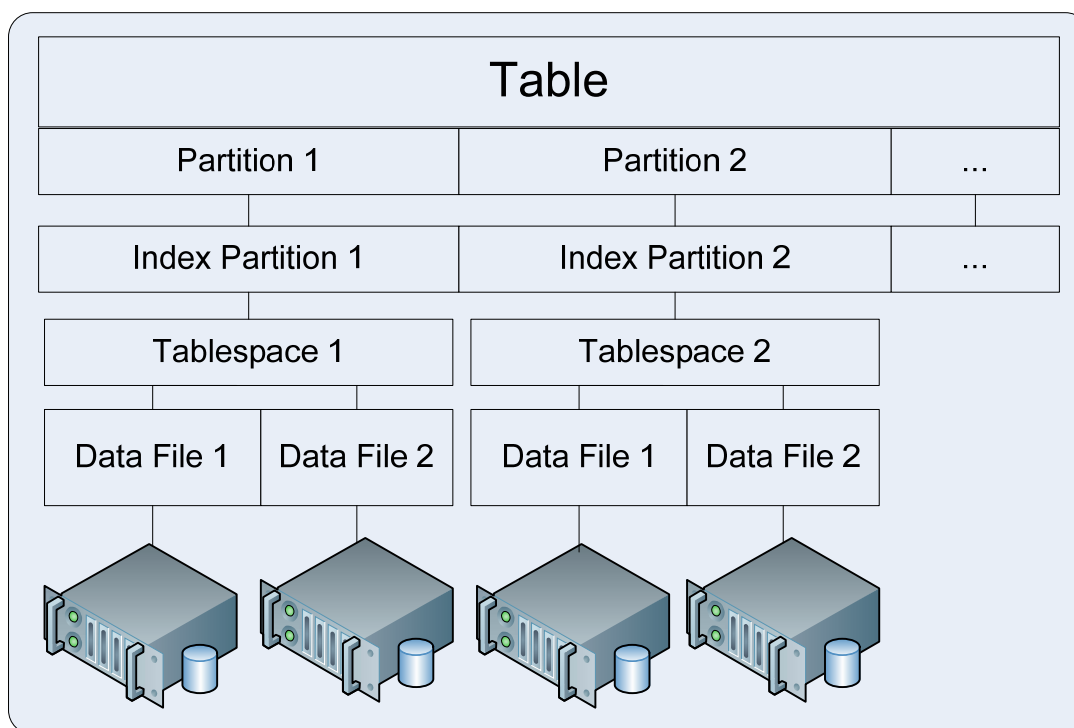 Table
Partition 1 Partition 2 ...
Index Partition 1 Index Partition 2 ...
Tablespace 1 Tablespace 2
Data File 1 Data File 2 Data File 1 Data File 2